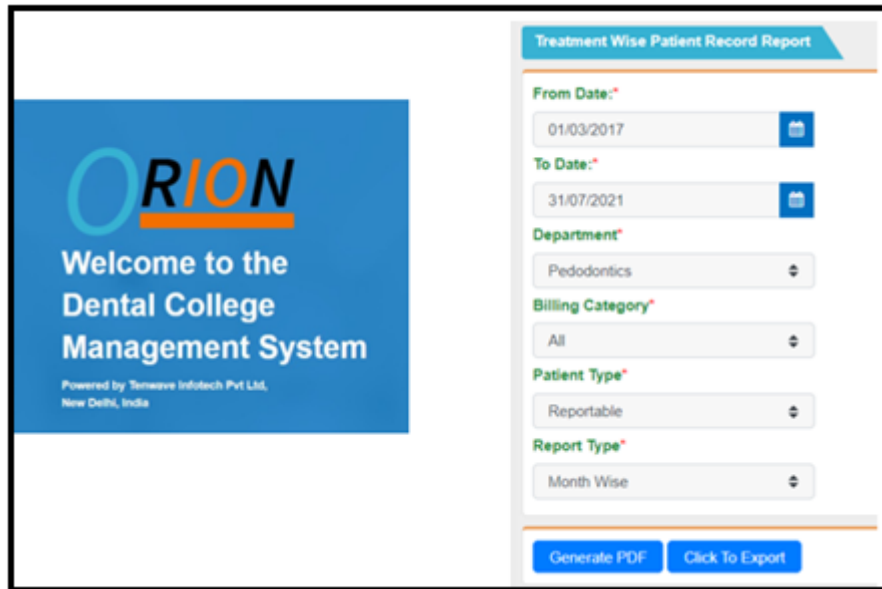 ORION
Welcome to the
Dental College
Management System
Powered by Tenwave Infotech Pvt Ltd,
New Delhi, India
Treatment Wise Patient Record Report
From Date:*
01/03/2017
To Date:*
31/07/2021
Department*
Pedodontics
Billing Category*
All
Patient Type*
Reportable
Report Type*
Month Wise
Generate PDF Click To Export